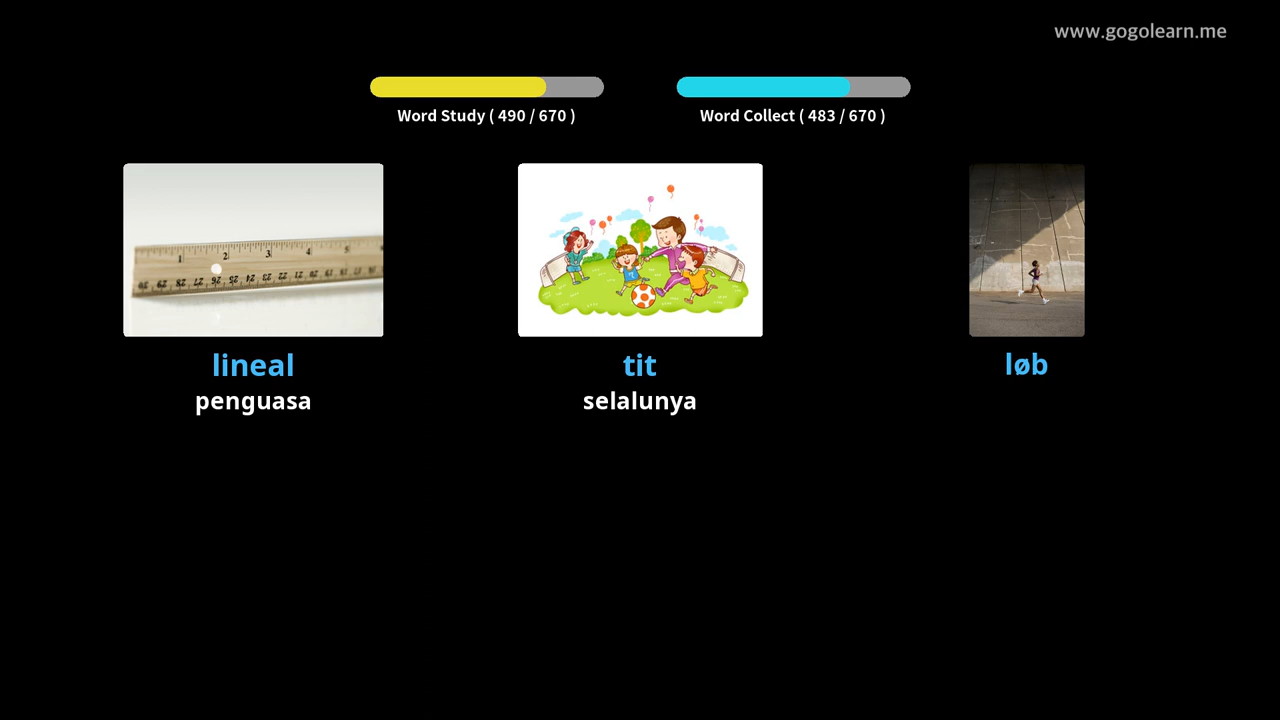 www.gogolearn.me
Word Study ( 490 / 670 )
Word Collect ( 483 / 670 )
lineal
penguasa
tit
selalunya
løb